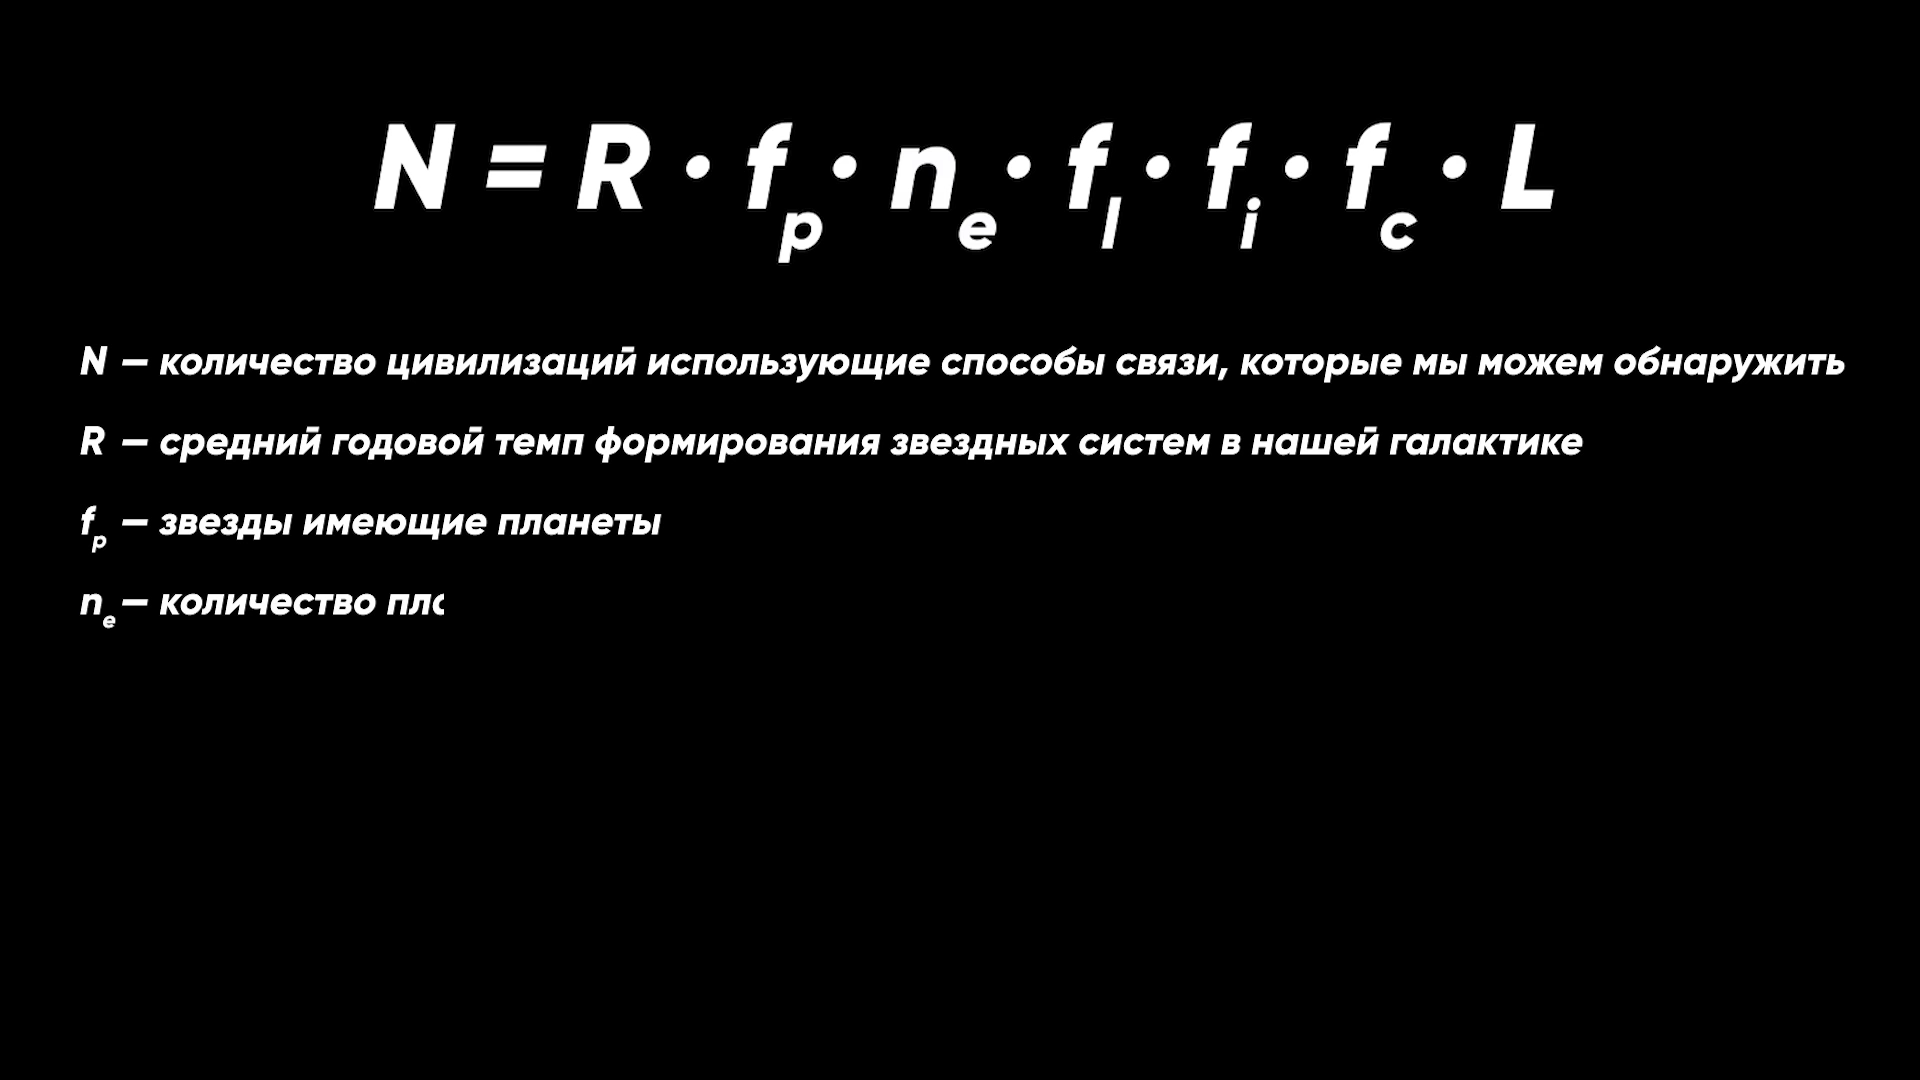 N = R · fp · ne · fl · fi · fc · L
N — количество цивилизаций использующие способы связи, которые мы можем обнаружить
R — средний годовой темп формирования звездных систем в нашей галактике
fp — звезды имеющие планеты
ne — количество